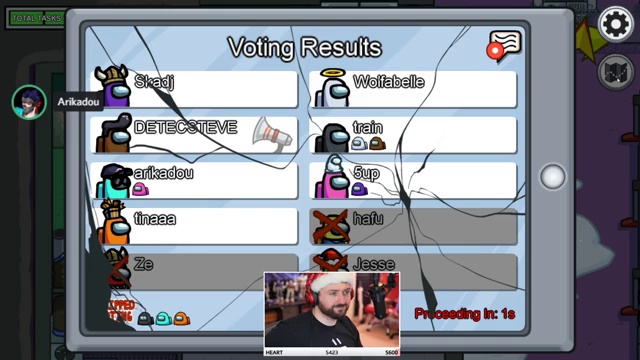 TOTAL TASKS
Voting Results
Skadj
Wolfabelle
Arikadou
DETECSTEVE
train
arikadou
5up
tinaaa
hafu
Ze
Jesse
Proceeding In: 1s
HEART 5423 5600